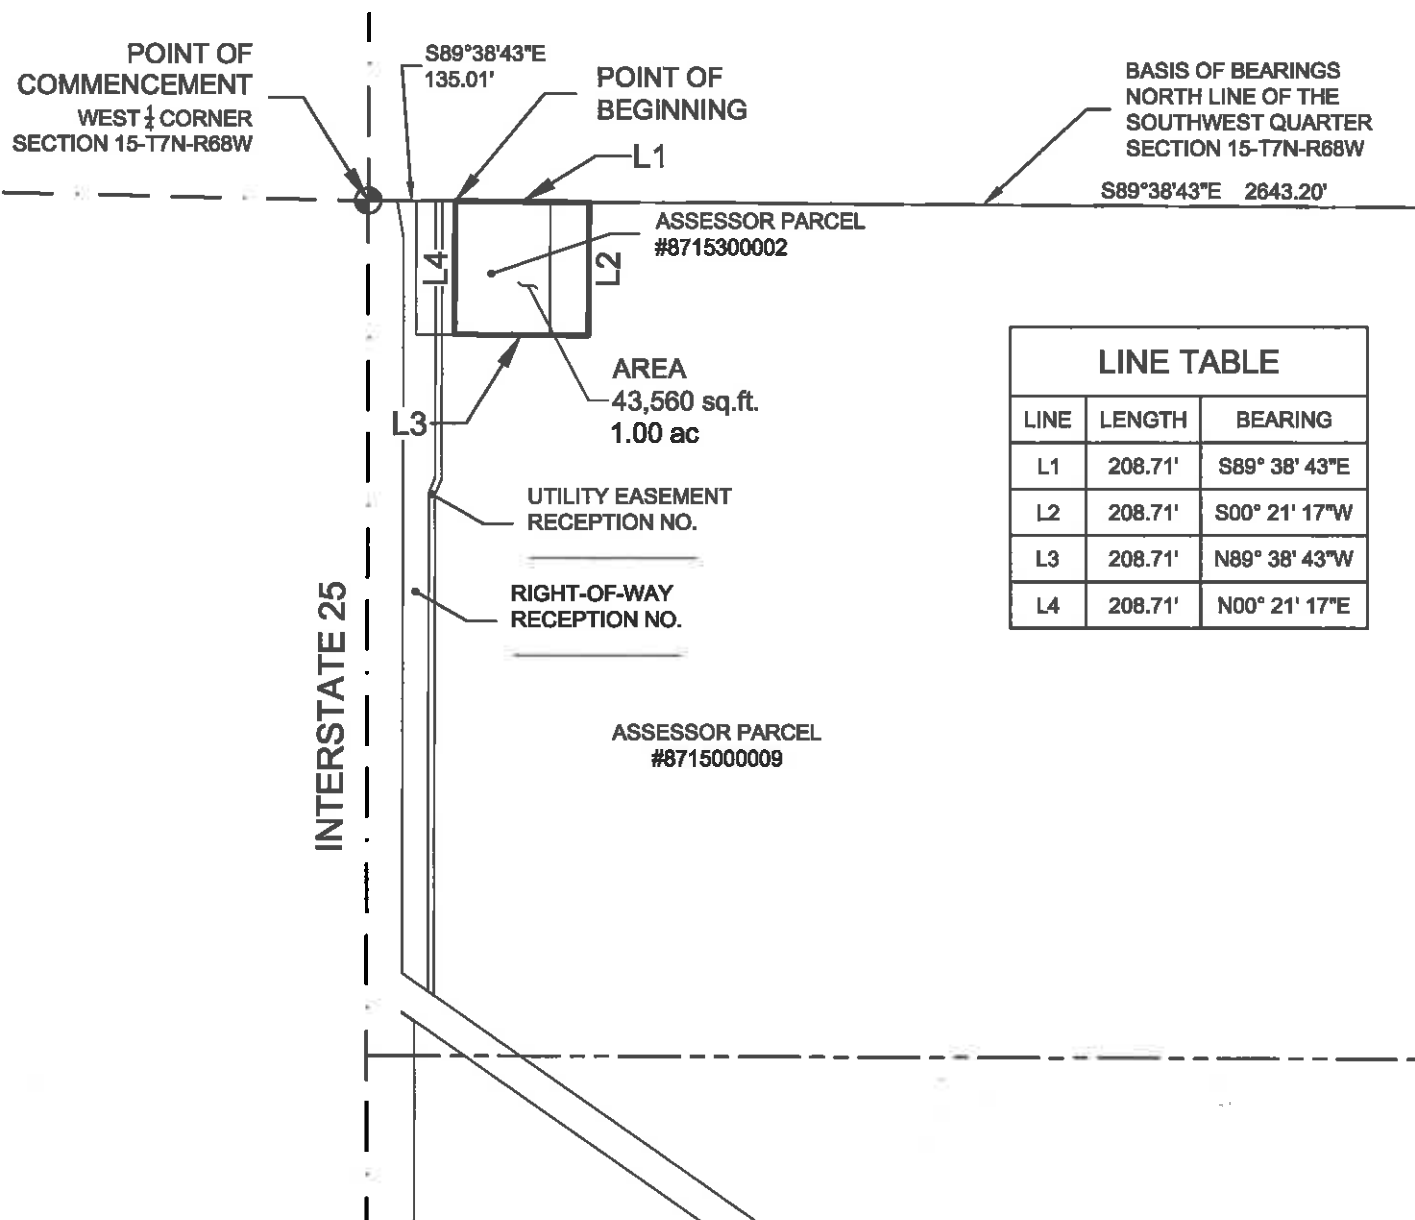 POINT OF
COMMENCEMENT
WEST 1/4 CORNER
SECTION 15-T7N-R68W
S89°38'43"E
135.01'
POINT OF
BEGINNING
L1
BASIS OF BEARINGS
NORTH LINE OF THE
SOUTHWEST QUARTER
SECTION 15-T7N-R68W
S89°38'43"E 2643.20'
ASSESSOR PARCEL
#8715300002
L4
L2
AREA
43,560 sq.ft.
1.00 ac
L3
UTILITY EASEMENT
RECEPTION NO.
RIGHT-OF-WAY
RECEPTION NO.
INTERSTATE 25
ASSESSOR PARCEL
#8715000009
LINE TABLE
LINE LENGTH BEARING
L1 208.71' S89° 38' 43"E
L2 208.71' S00° 21' 17"W
L3 208.71' N89° 38' 43"W
L4 208.71' N00° 21' 17"E